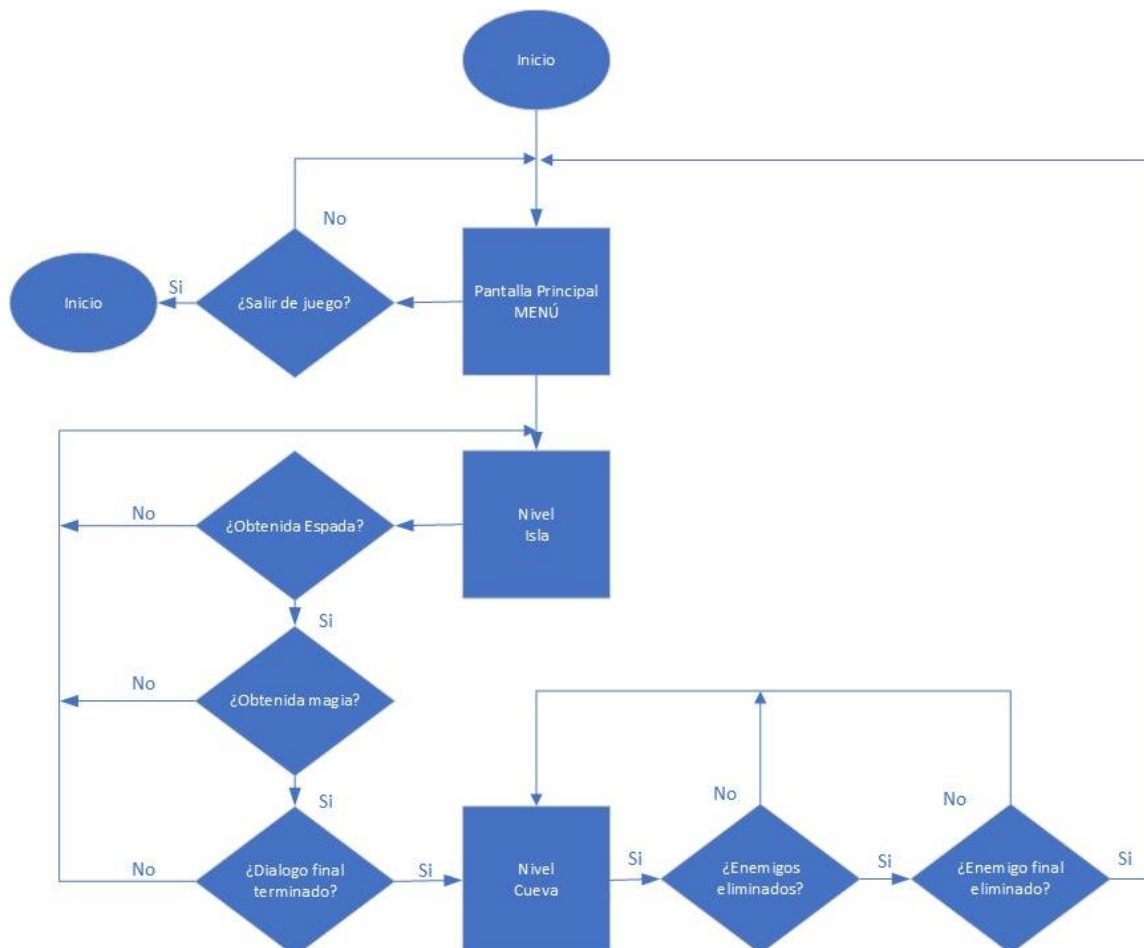 Inicio
No
Inicio
Si
¿Salir de juego?
Pantalla Principal
MENÚ
No
¿Obtenida Espada?
Nivel
Isla
Si
No
¿Obtenida magia?
Si
No
¿Dialogo final
terminado?
Si
Nivel
Cueva
Si
No
¿Enemigos
eliminados?
Si
No
¿Enemigo final
eliminado?
Si